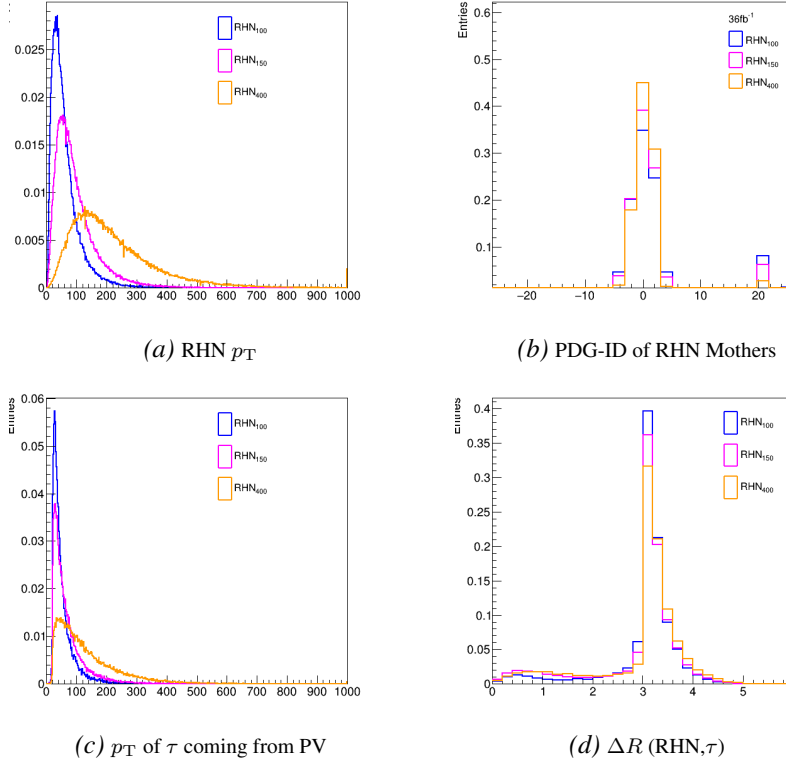 0.025
0.02
0.015
0.01
0.005
0
0 100 200 300 400 500 600 700 800 900 1000
RHN100
RHN150
RHN400
(a) RHN pT
Entries
0.6
0.5
0.4
0.3
0.2
0.1
−20 −10 0 10 20
36fb-1
RHN100
RHN150
RHN400
(b) PDG-ID of RHN Mothers
Entries
0.06
0.05
0.04
0.03
0.02
0.01
0
0 100 200 300 400 500 600 700 800 900 1000
RHN100
RHN150
RHN400
(c) pT of τ coming from PV
Entries
0.4
0.35
0.3
0.25
0.2
0.15
0.1
0.05
0
0 1 2 3 4 5
RHN100
RHN150
RHN400
(d) ΔR (RHN,τ)